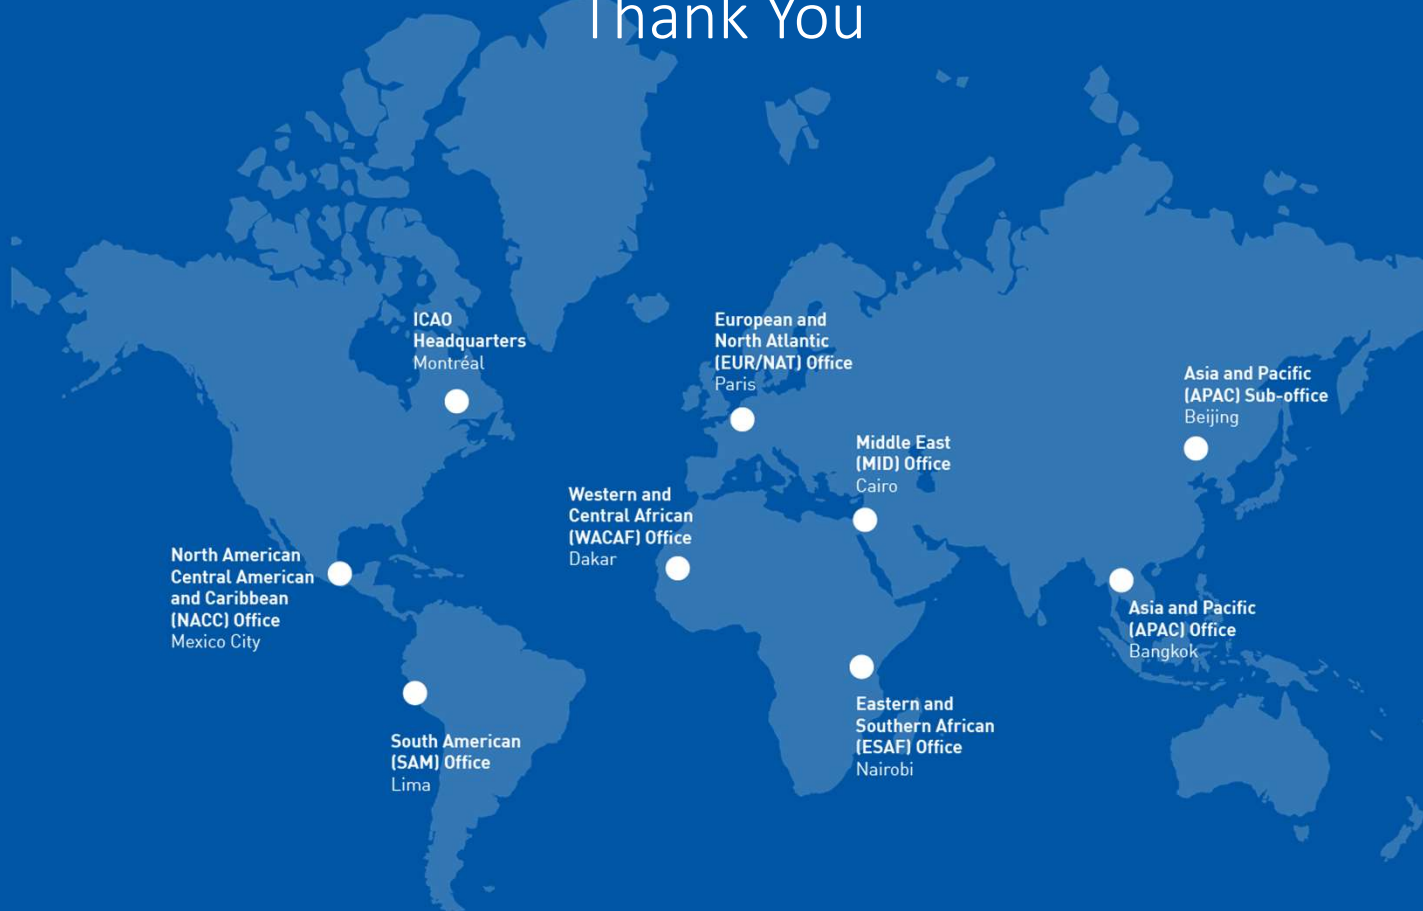 Thank You
ICAO
Headquarters
Montréal
European and
North Atlantic
(EUR/NAT) Office
Paris
Asia and Pacific
(APAC) Sub-office
Beijing
Middle East
(MID) Office
Cairo
Western and
Central African
(WACAF) Office
Dakar
North American
Central American
and Caribbean
(NACC) Office
Mexico City
Asia and Pacific
(APAC) Office
Bangkok
South American
(SAM) Office
Lima
Eastern and
Southern African
(ESAF) Office
Nairobi